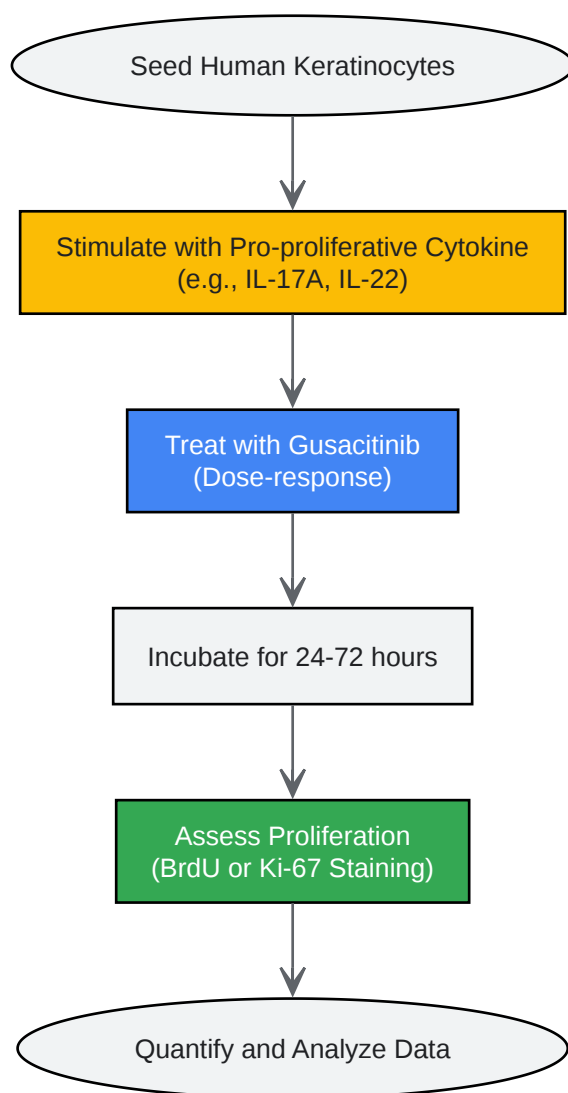 Seed Human Keratinocytes
Stimulate with Pro-proliferative Cytokine
(e.g., IL-17A, IL-22)
Treat with Gusacitinib
(Dose-response)
Incubate for 24-72 hours
Assess Proliferation
(BrdU or Ki-67 Staining)
Quantify and Analyze Data